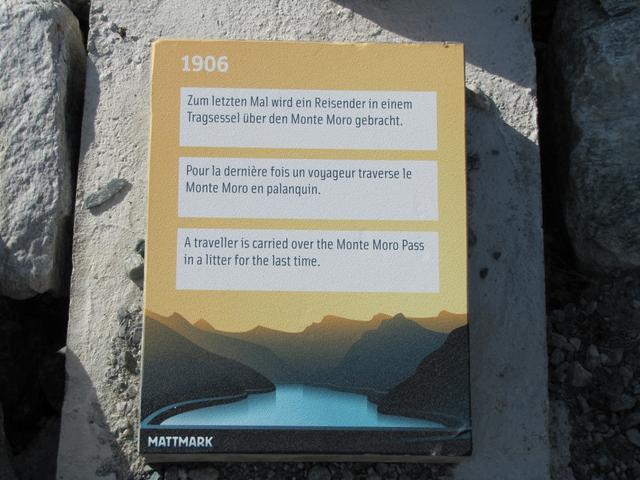 1906
Zum letzten Mal wird ein Reisender in einem
Tragsessel über den Monte Moro gebracht.
Pour la dernière fois un voyageur traverse le
Monte Moro en palanquin.
A traveller is carried over the Monte Moro Pass
in a litter for the last time.
MATTMARK